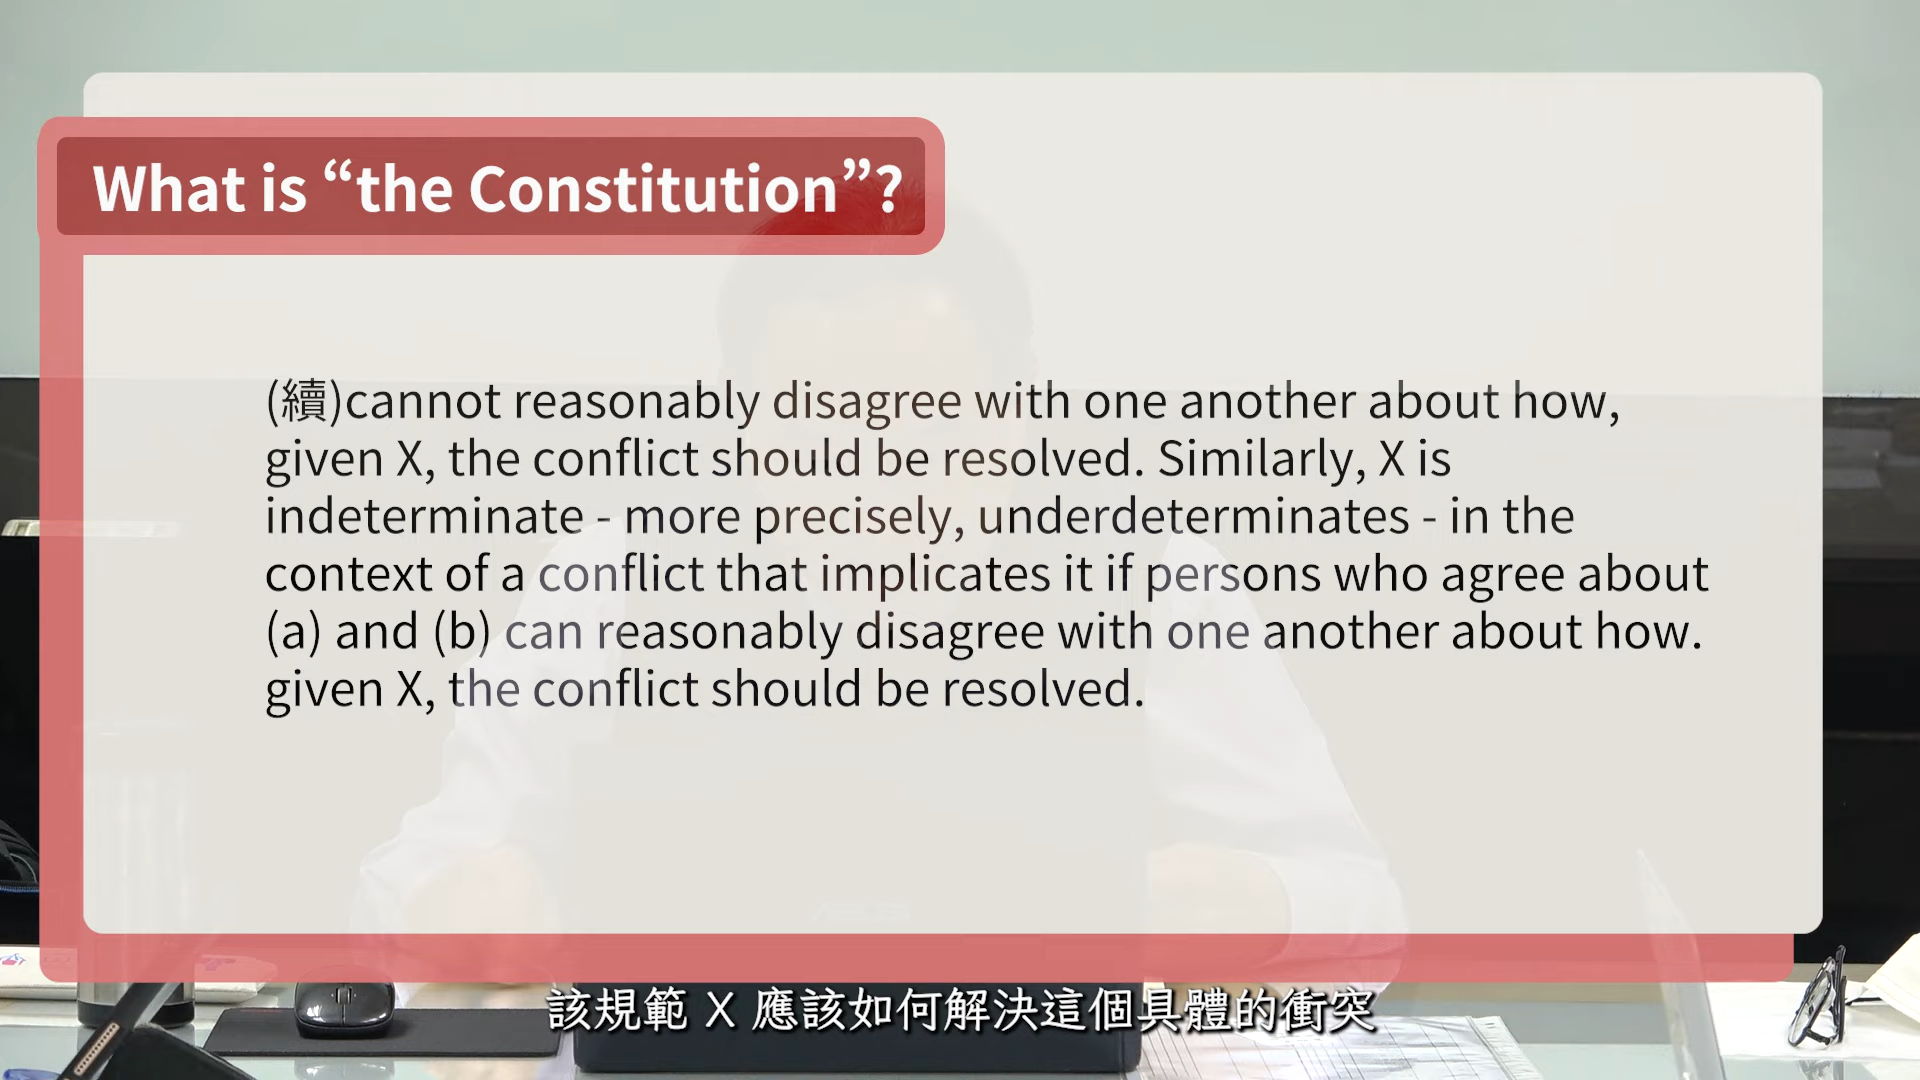 What is “the Constitution”?
(續)cannot reasonably disagree with one another about how,
given X, the conflict should be resolved. Similarly, X is
indeterminate - more precisely, underdeterminates - in the
context of a conflict that implicates it if persons who agree about
(a) and (b) can reasonably disagree with one another about how.
given X, the conflict should be resolved.
該規範 X 應該如何解決這個具體的衝突